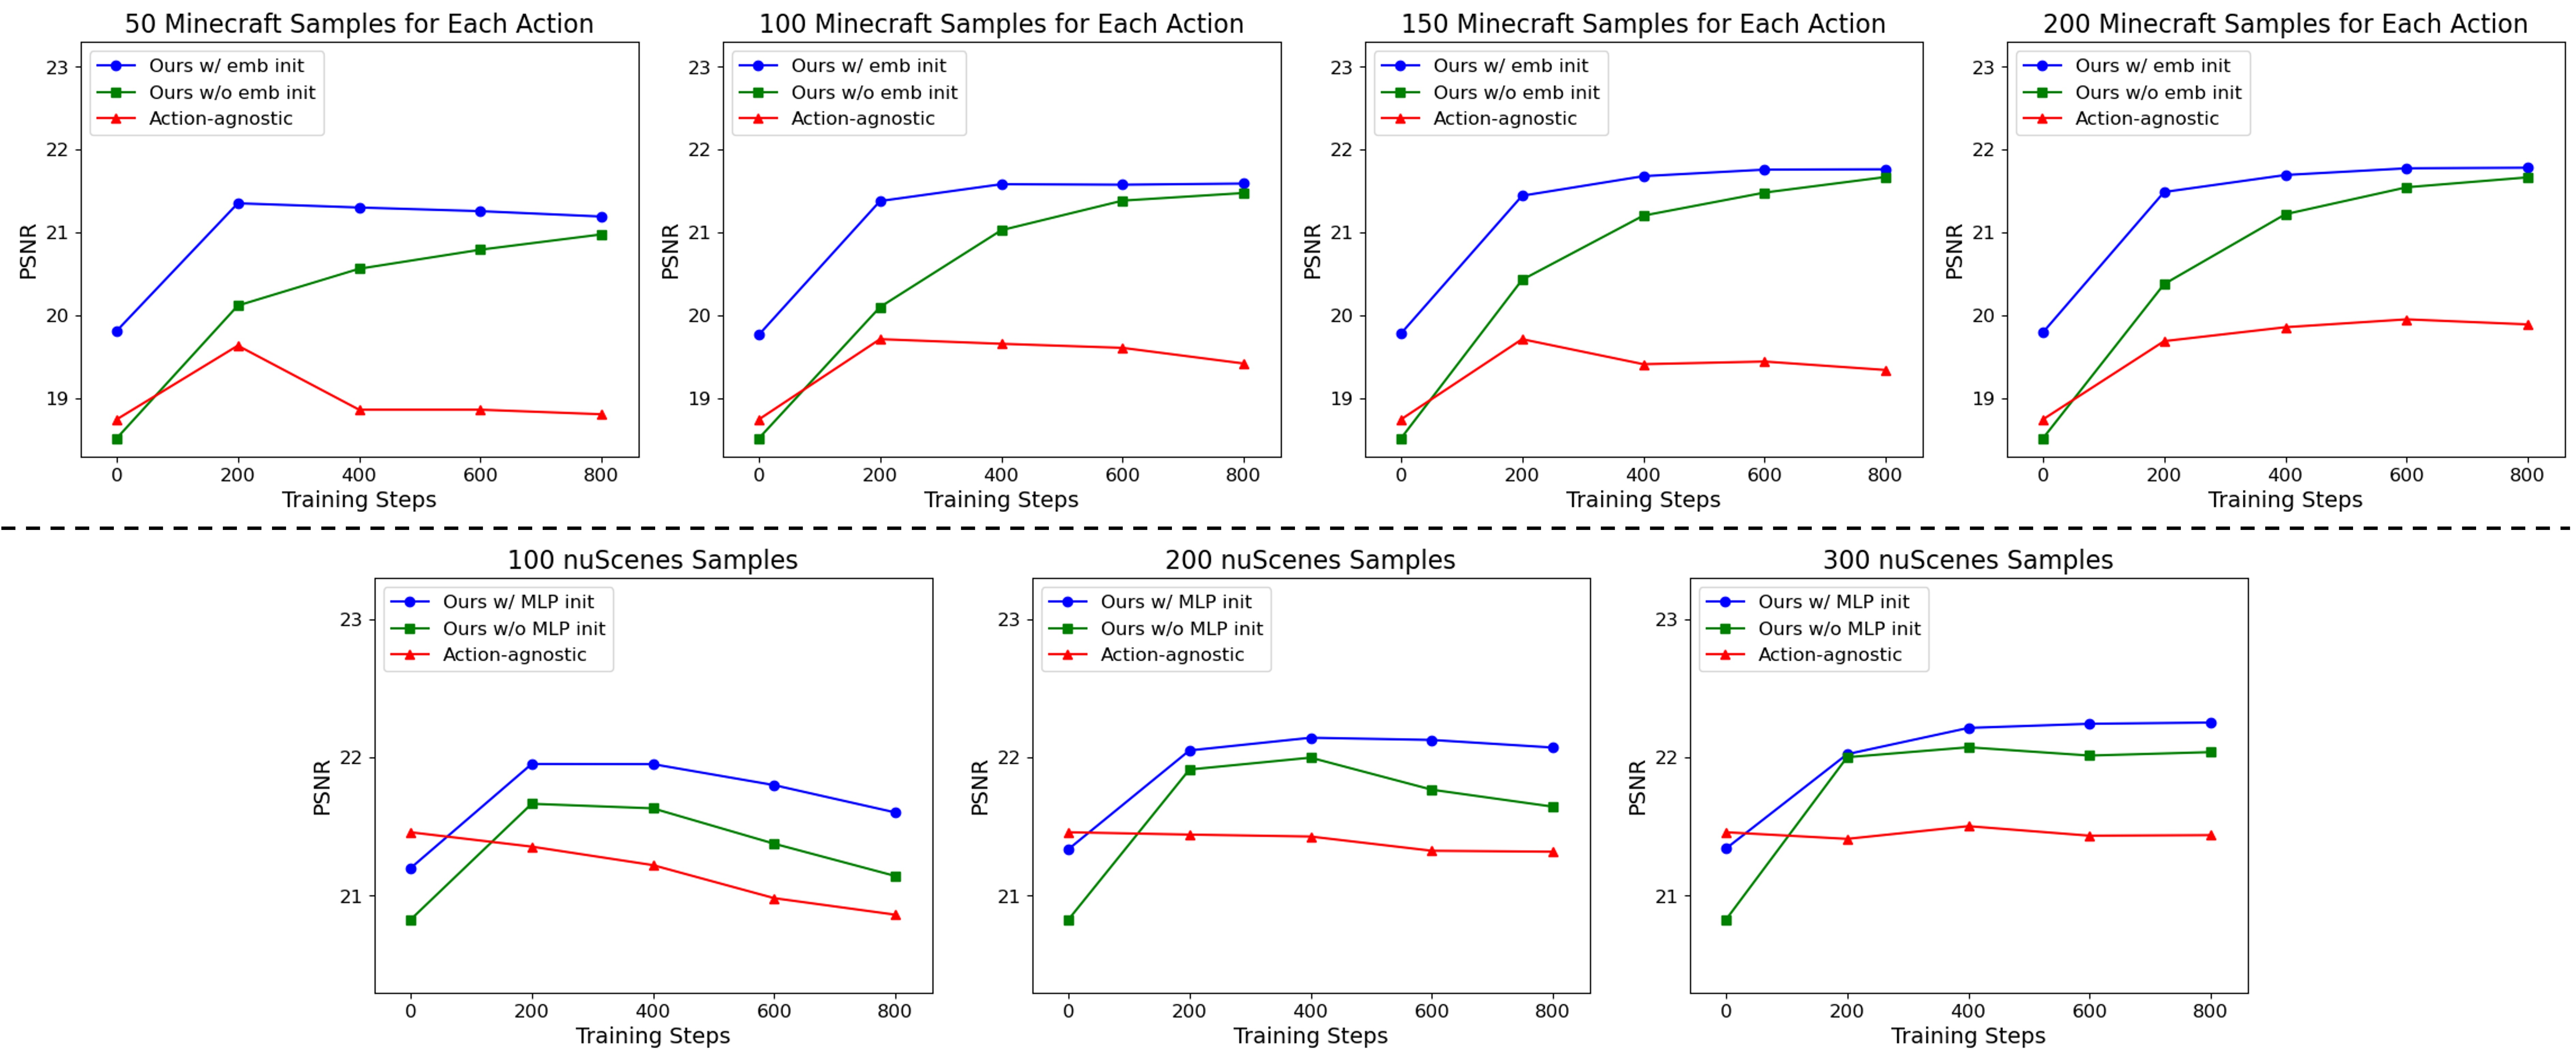 50 Minecraft Samples for Each Action
23
22
21
20
19
PSNR
Ours w/ emb init
Ours w/o emb init
Action-agnostic
0 200 400 600 800
Training Steps
100 Minecraft Samples for Each Action
23
22
21
20
19
PSNR
Ours w/ emb init
Ours w/o emb init
Action-agnostic
0 200 400 600 800
Training Steps
150 Minecraft Samples for Each Action
23
22
21
20
19
PSNR
Ours w/ emb init
Ours w/o emb init
Action-agnostic
0 200 400 600 800
Training Steps
200 Minecraft Samples for Each Action
23
22
21
20
19
PSNR
Ours w/ emb init
Ours w/o emb init
Action-agnostic
0 200 400 600 800
Training Steps
100 nuScenes Samples
23
22
21
PSNR
Ours w/ MLP init
Ours w/o MLP init
Action-agnostic
0 200 400 600 800
Training Steps
200 nuScenes Samples
23
22
21
PSNR
Ours w/ MLP init
Ours w/o MLP init
Action-agnostic
0 200 400 600 800
Training Steps
300 nuScenes Samples
23
22
21
PSNR
Ours w/ MLP init
Ours w/o MLP init
Action-agnostic
0 200 400 600 800
Training Steps